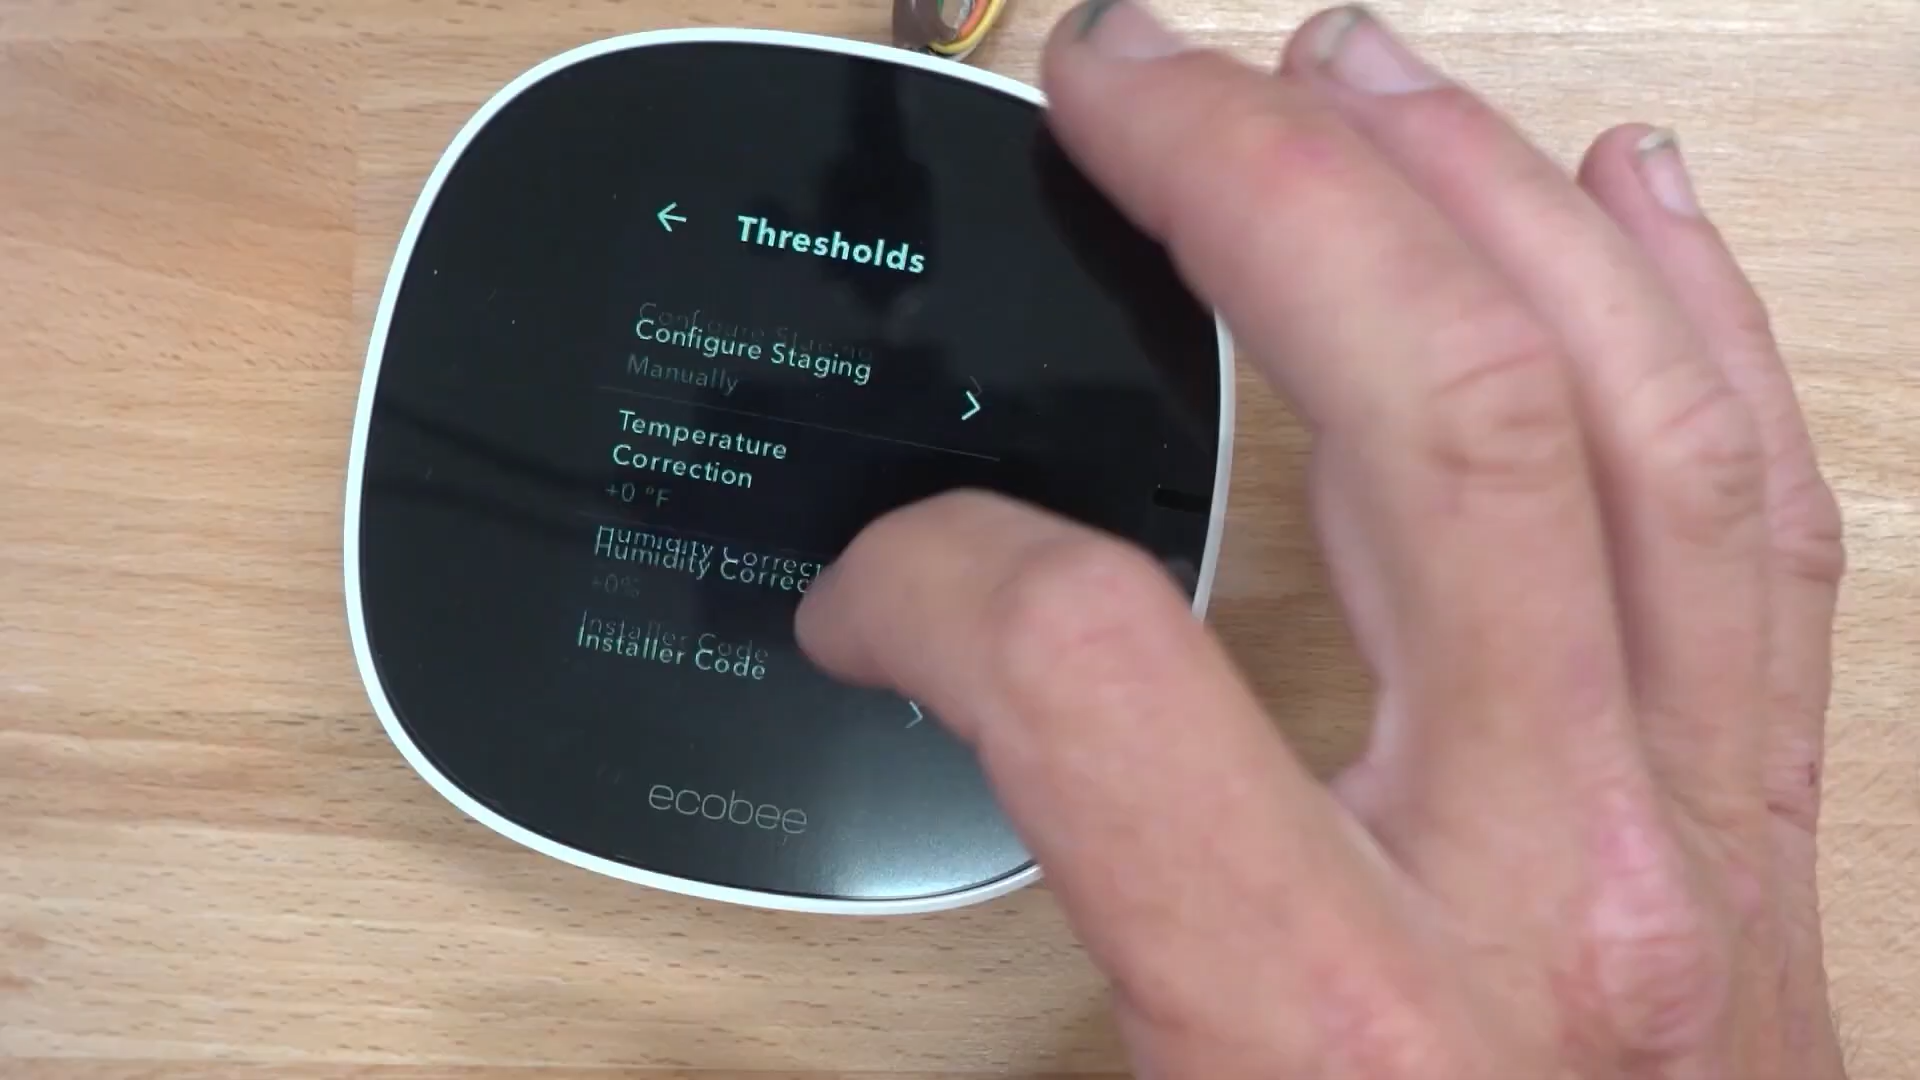 Thresholds
Configure Staging
Manually
Temperature
Correction
+0 °F
Humidity Correc
+0%
Installer Code
ecobee